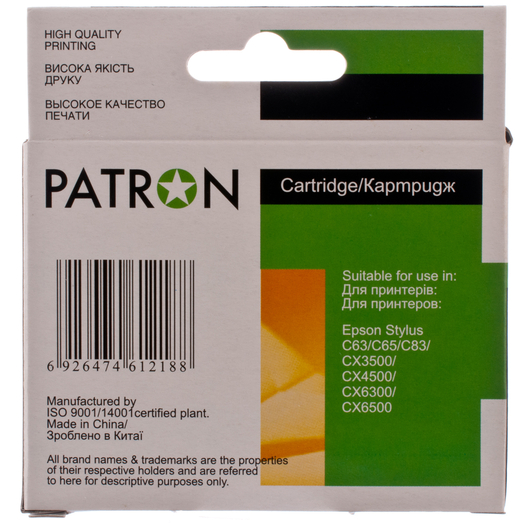 HIGH QUALITY
PRINTING
ВИСОКА ЯКІСТЬ
ДРУКУ
ВЫСОКОЕ КАЧЕСТВО
ПЕЧАТИ
PATRON
Cartridge/Картридж
Suitable for use in:
Для принтерів:
Для принтеров:
Epson Stylus
C63/C65/C83/
CX3500/
CX4500/
CX6300/
CX6500
6 926474 612188
Manufactured by
ISO 9001/14001certified plant.
Made in China/
Зроблено в Китаї
All brand names & trademarks are the properties
of their respective holders and are referred
to here for descriptive purposes only.